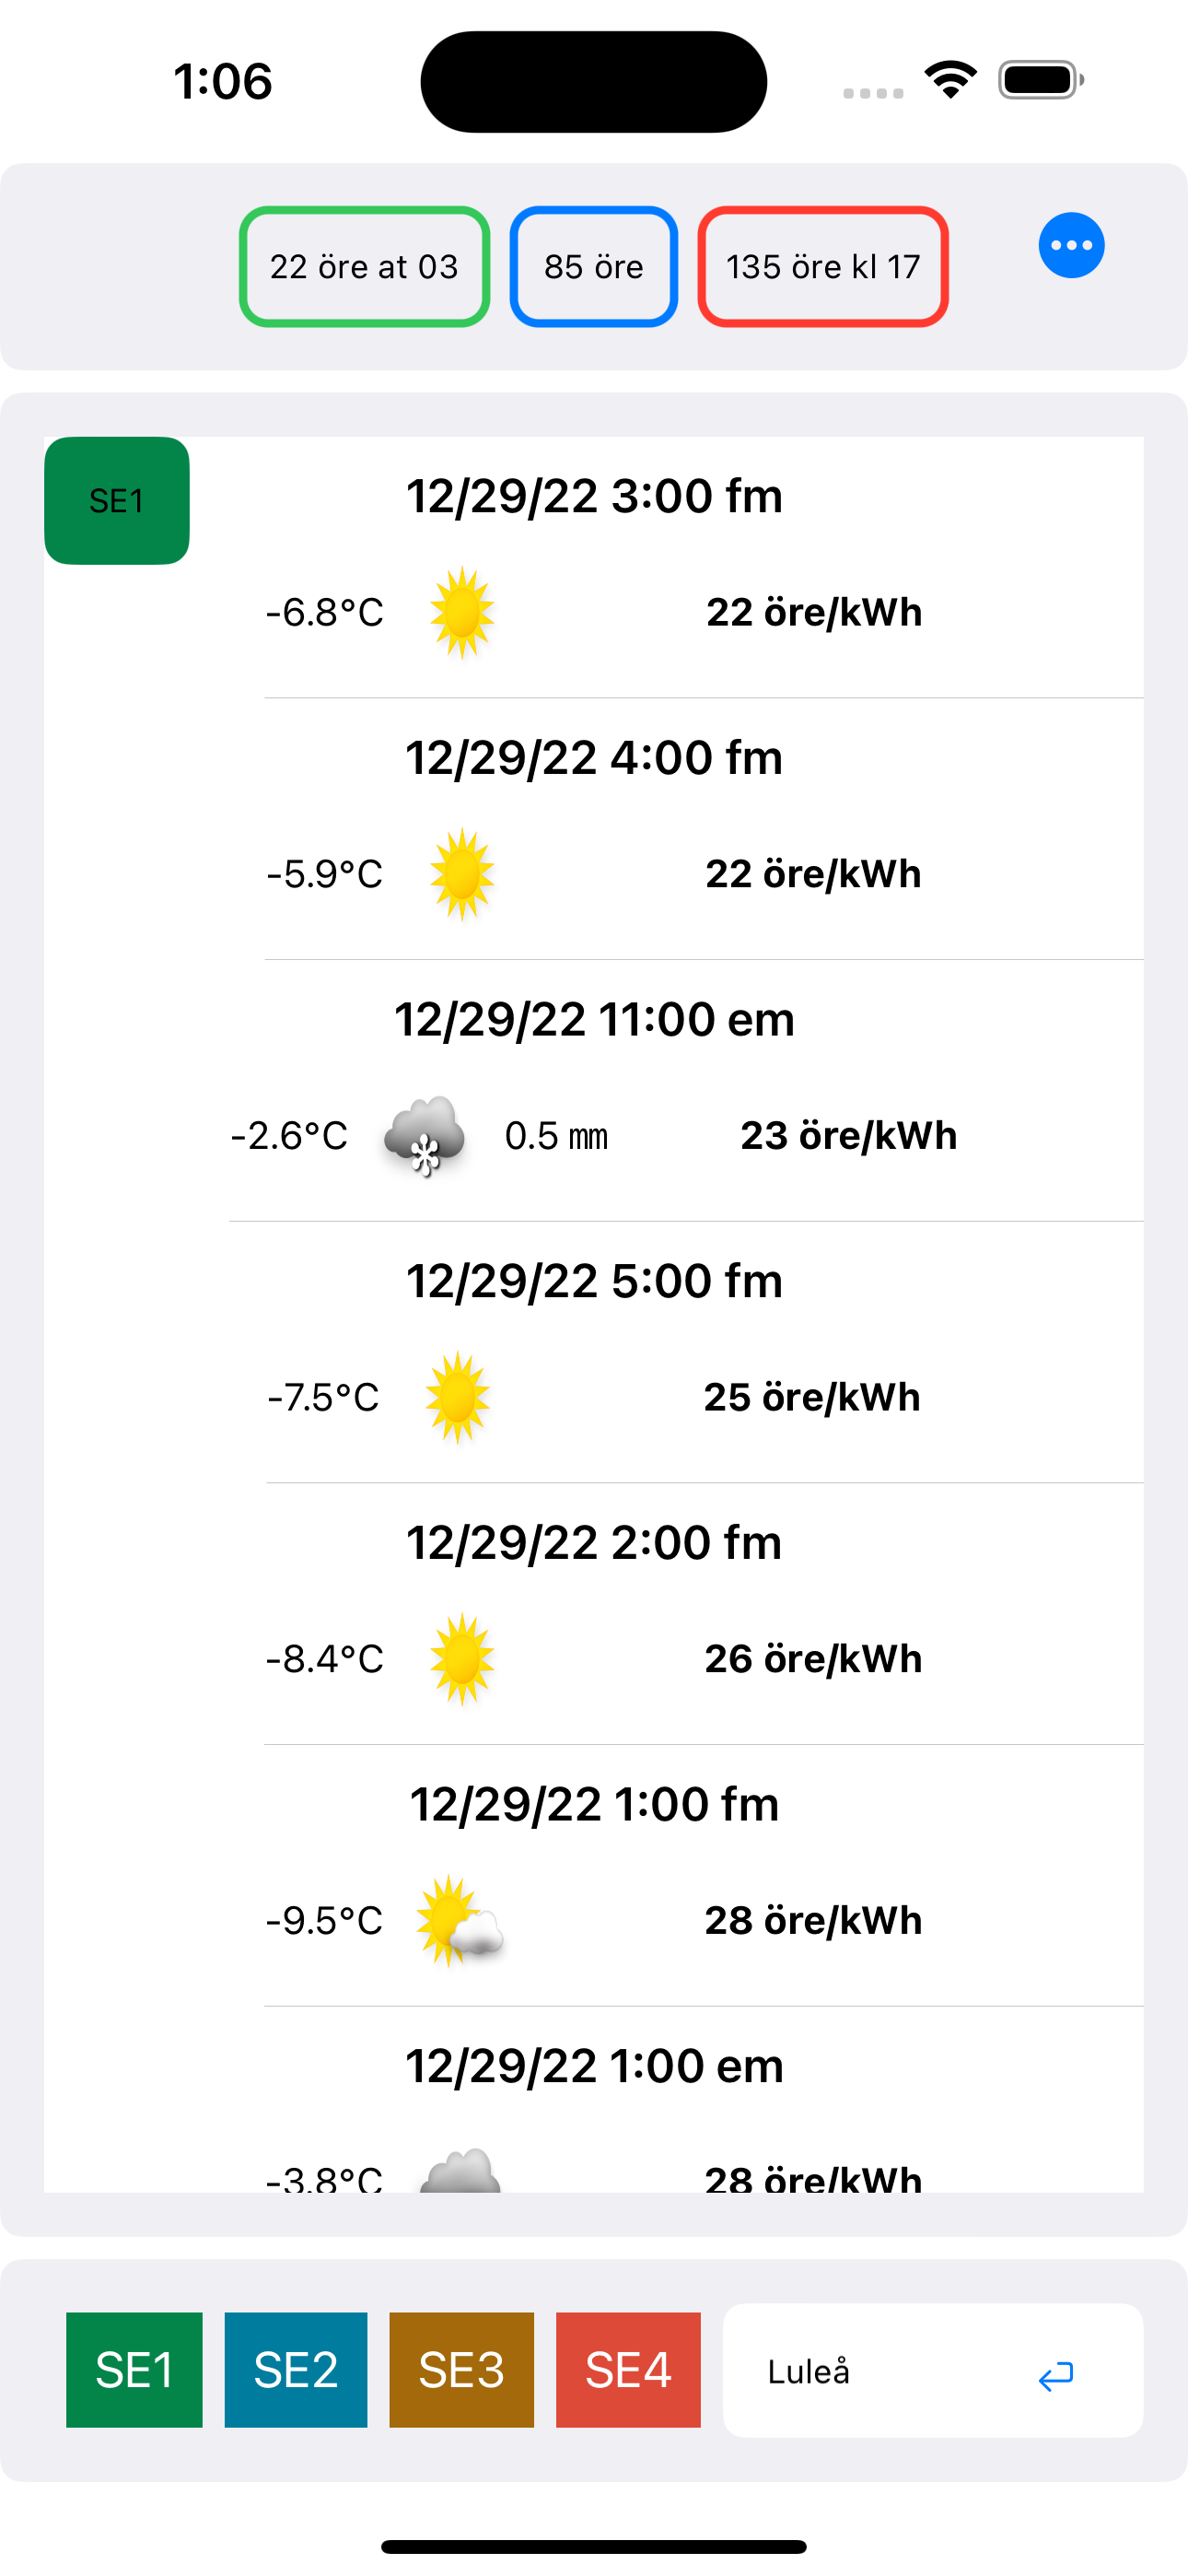 1:06
22 öre at 03 85 öre 135 öre kl 17
SE1
12/29/22 3:00 fm
-6.8°C 22 öre/kWh
12/29/22 4:00 fm
-5.9°C 22 öre/kWh
12/29/22 11:00 em
-2.6°C 0.5 mm 23 öre/kWh
12/29/22 5:00 fm
-7.5°C 25 öre/kWh
12/29/22 2:00 fm
-8.4°C 26 öre/kWh
12/29/22 1:00 fm
-9.5°C 28 öre/kWh
12/29/22 1:00 em
-3.8°C 28 öre/kWh
SE1 SE2 SE3 SE4 Luleå